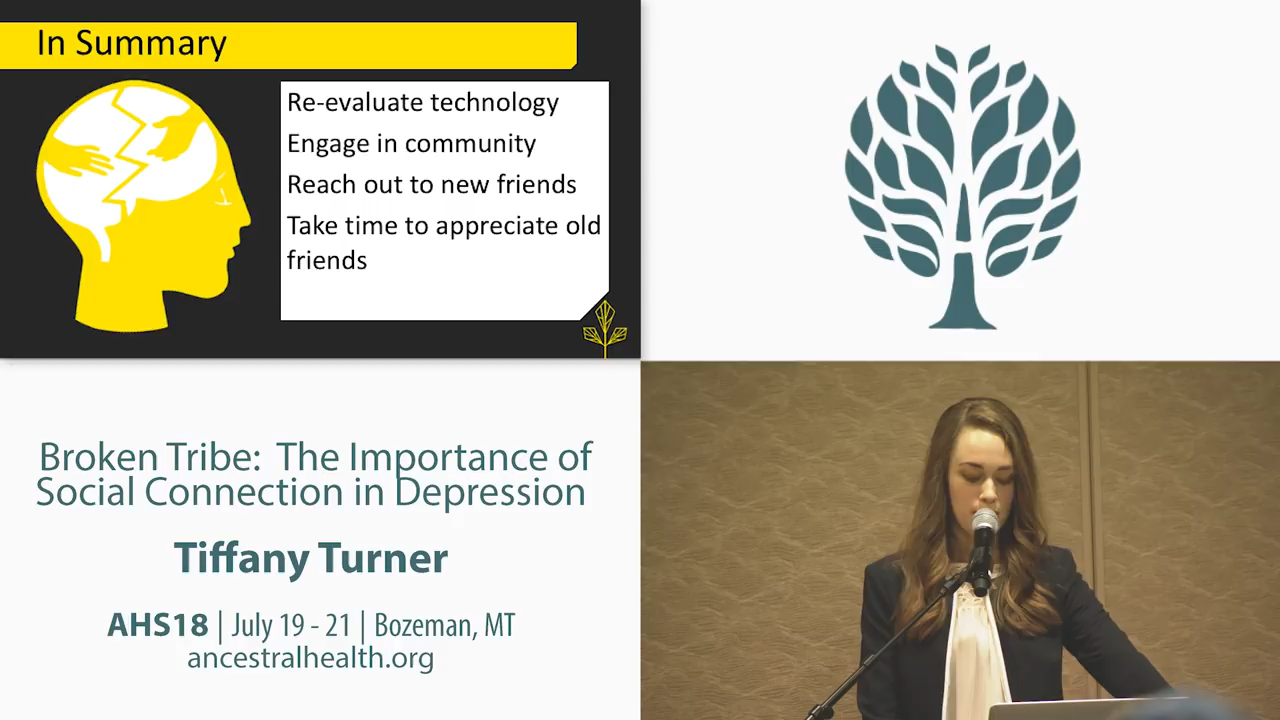 In Summary
Re-evaluate technology
Engage in community
Reach out to new friends
Take time to appreciate old
friends
Broken Tribe: The Importance of
Social Connection in Depression
Tiffany Turner
AHS18 | July 19 - 21 | Bozeman, MT
ancestralhealth.org